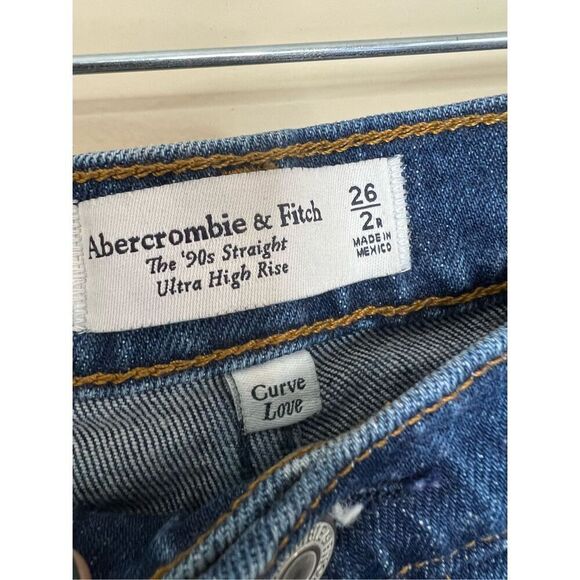 Abercrombie & Fitch
The '90s Straight
Ultra High Rise
26
2R
MADE IN
MEXICO
Curve
Love